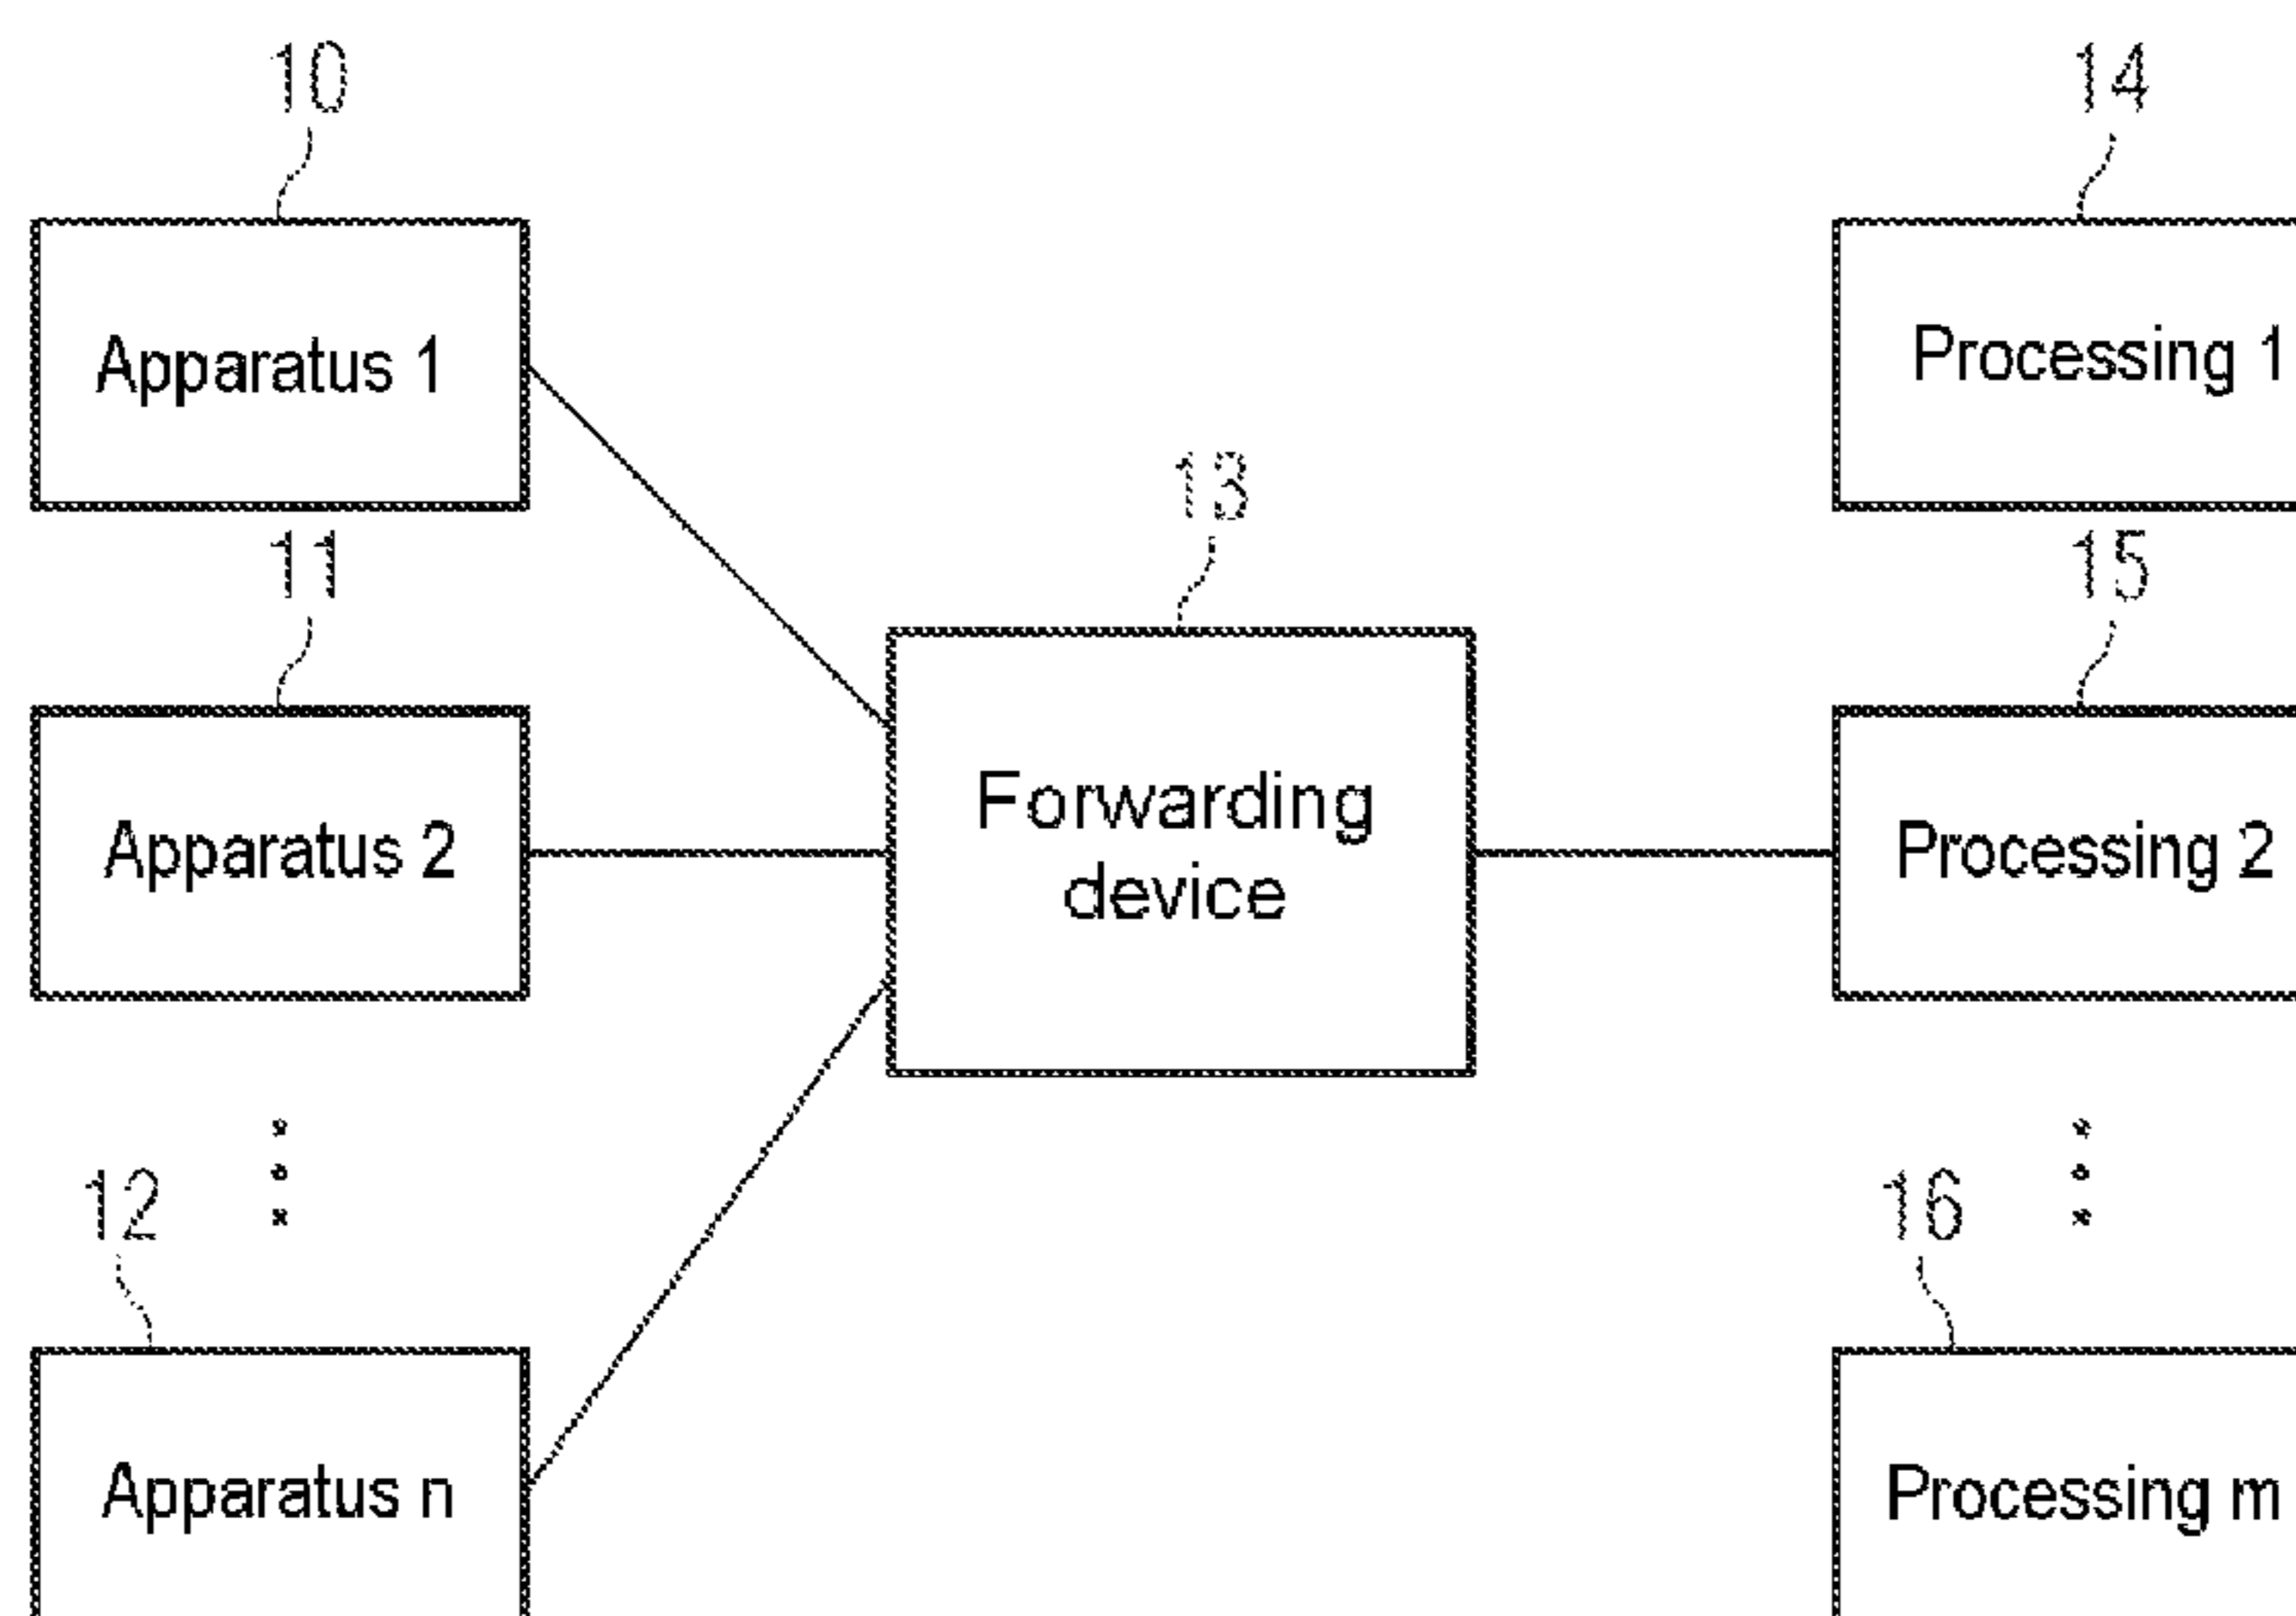 10
14
Apparatus 1
Processing 1
13
11
15
Forwarding
device
Apparatus 2
Processing 2
12
16
Apparatus n
Processing m